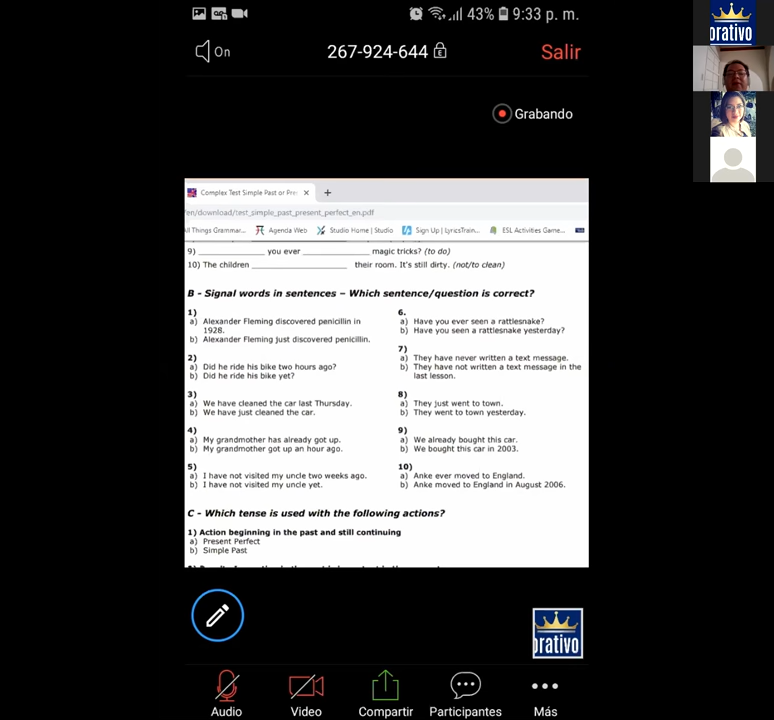 43% 9:33 p. m.
On
267-924-644
E
Salir
Grabando
Complex Test Simple Past or Pre
en/download/test_simple_past_present_perfect_en.pdf
ll Things Grammar...
Agenda Web
Studio Home | Studio
Sign Up | LyricsTrain...
ESL Activities Game...
9) ____________ you ever ____________ magic tricks? (to do)
10) The children _________________ their room. It's still dirty. (not/to clean)
B - Signal words in sentences – Which sentence/question is correct?
1)
a) Alexander Fleming discovered penicillin in
1928.
b) Alexander Fleming just discovered penicillin.
2)
a) Did he ride his bike two hours ago?
b) Did he ride his bike yet?
3)
a) We have cleaned the car last Thursday.
b) We have just cleaned the car.
4)
a) My grandmother has already got up.
b) My grandmother got up an hour ago.
5)
a) I have not visited my uncle two weeks ago.
b) I have not visited my uncle yet.
6.
a) Have you ever seen a rattlesnake?
b) Have you seen a rattlesnake yesterday?
7)
a) They have never written a text message.
b) They have not written a text message in the
last lesson.
8)
a) They just went to town.
b) They went to town yesterday.
9)
a) We already bought this car.
b) We bought this car in 2003.
10)
a) Anke ever moved to England.
b) Anke moved to England in August 2006.
C - Which tense is used with the following actions?
1) Action beginning in the past and still continuing
a) Present Perfect
b) Simple Past
orativo
orativo
Audio
Video
Compartir
Participantes
Más